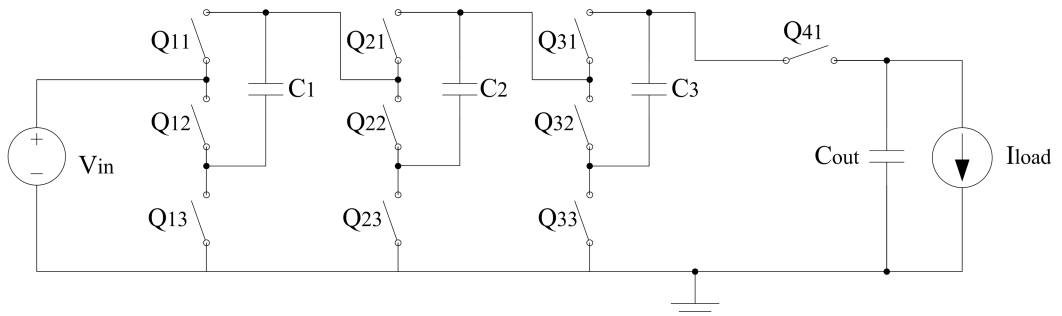 Q41
Q11
Q21
Q31
C1
C2
C3
Q12
Q22
Q32
+
−
Vin
Cout
Iload
Q13
Q23
Q33